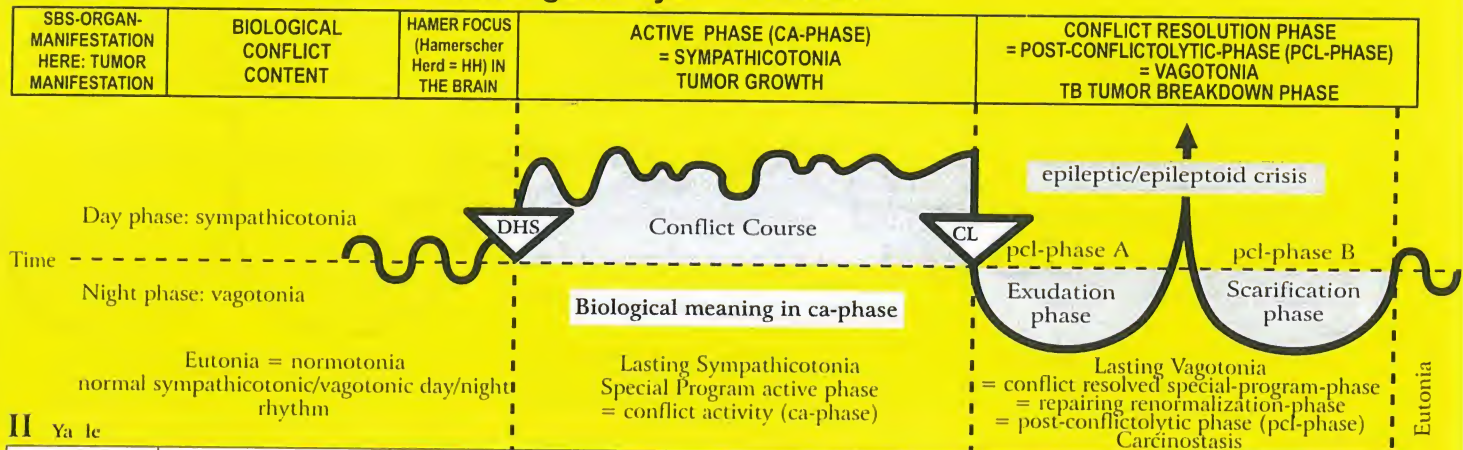 SBS-ORGAN-
MANIFESTATION
HERE: TUMOR
MANIFESTATION
BIOLOGICAL
CONFLICT
CONTENT
HAMER FOCUS
(Hamerscher
Herd = HH) IN
THE BRAIN
ACTIVE PHASE (CA-PHASE)
= SYMPATHICOTONIA
TUMOR GROWTH
CONFLICT RESOLUTION PHASE
= POST-CONFLICTOLYTIC-PHASE (PCL-PHASE)
= VAGOTONIA
TB TUMOR BREAKDOWN PHASE
epileptic/epileptoid crisis
Day phase: sympathicotonia
DHS
Conflict Course
CL
pcl-phase A
pcl-phase B
Time
Night phase: vagotonia
Exudation
phase
Scarification
phase
Biological meaning in ca-phase
Eutonia = normotonia
normal sympathicotonic/vagotonic day/night
rhythm
Lasting Sympathicotonia
Special Program active phase
= conflict activity (ca-phase)
Lasting Vagotonia
= conflict resolved special-program-phase
= repairing renormalization-phase
= post-conflictolytic phase (pcl-phase)
Carcinostasis
Eutonia
II Ya le